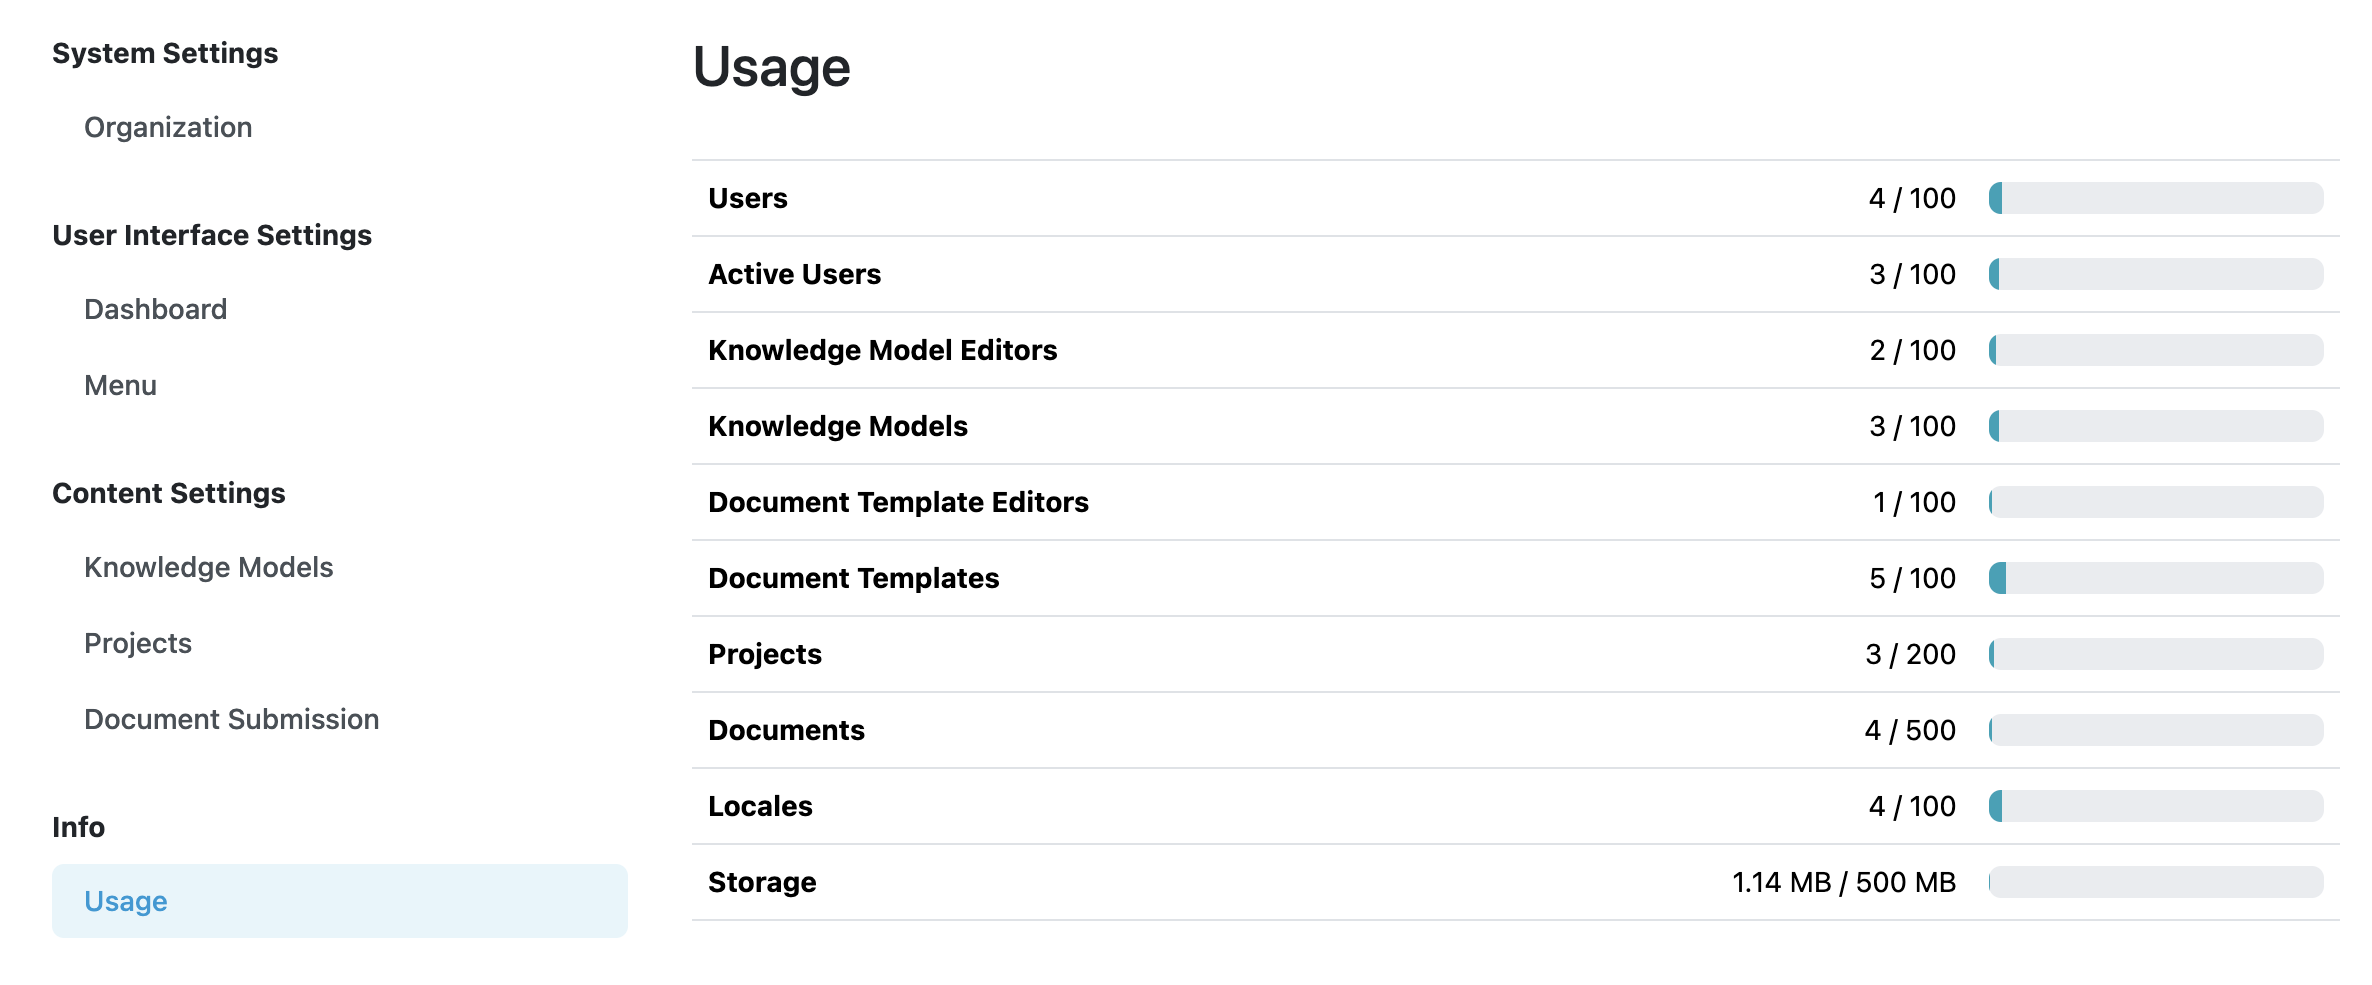 System Settings
Organization
User Interface Settings
Dashboard
Menu
Content Settings
Knowledge Models
Projects
Document Submission
Info
Usage
Usage
Users 4 / 100
Active Users 3 / 100
Knowledge Model Editors 2 / 100
Knowledge Models 3 / 100
Document Template Editors 1 / 100
Document Templates 5 / 100
Projects 3 / 200
Documents 4 / 500
Locales 4 / 100
Storage 1.14 MB / 500 MB